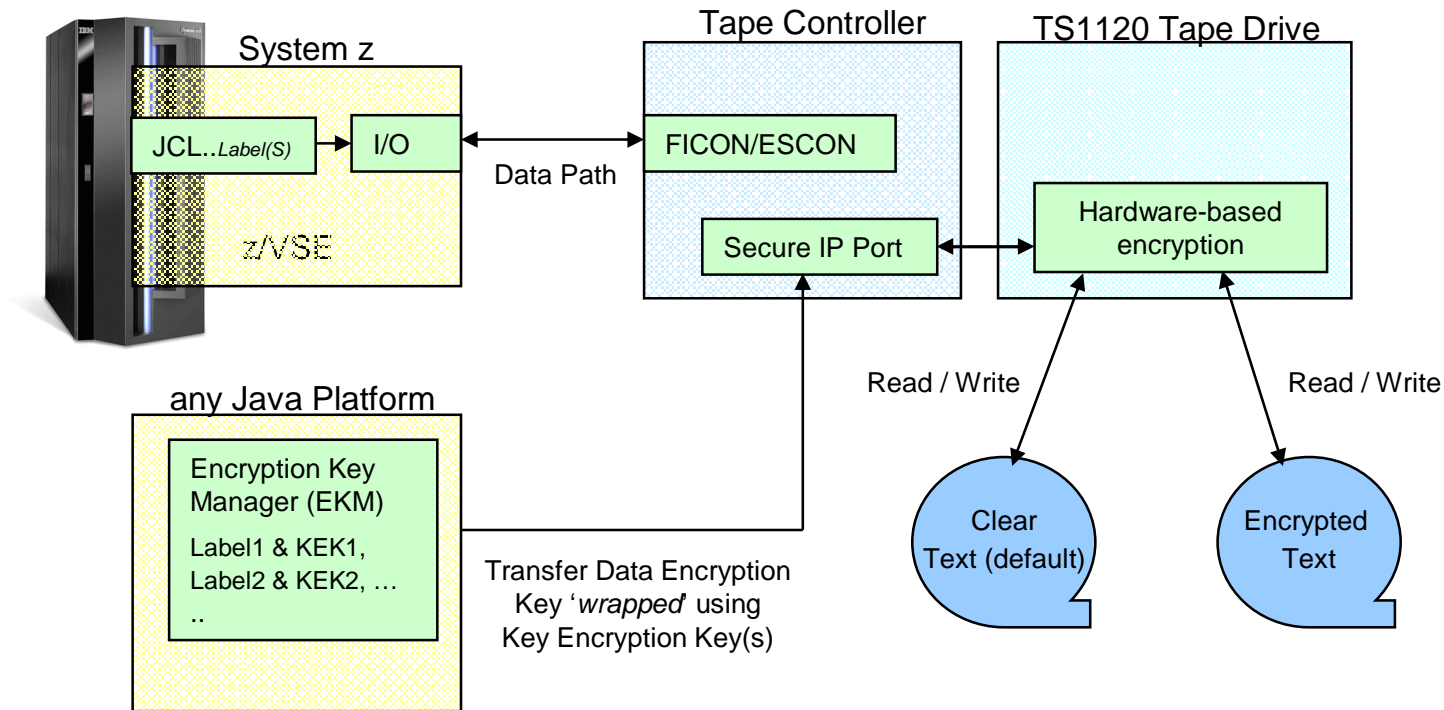 Tape Controller
TS1120 Tape Drive
System z
IBM
JCL..Label(S)
I/O
Data Path
FICON/ESCON
Secure IP Port
Hardware-based
encryption
z/VSE
Read / Write
Read / Write
any Java Platform
Encryption Key
Manager (EKM)
Label1 & KEK1,
Label2 & KEK2, …
..
Transfer Data Encryption
Key ‘wrapped’ using
Key Encryption Key(s)
Clear
Text (default)
Encrypted
Text